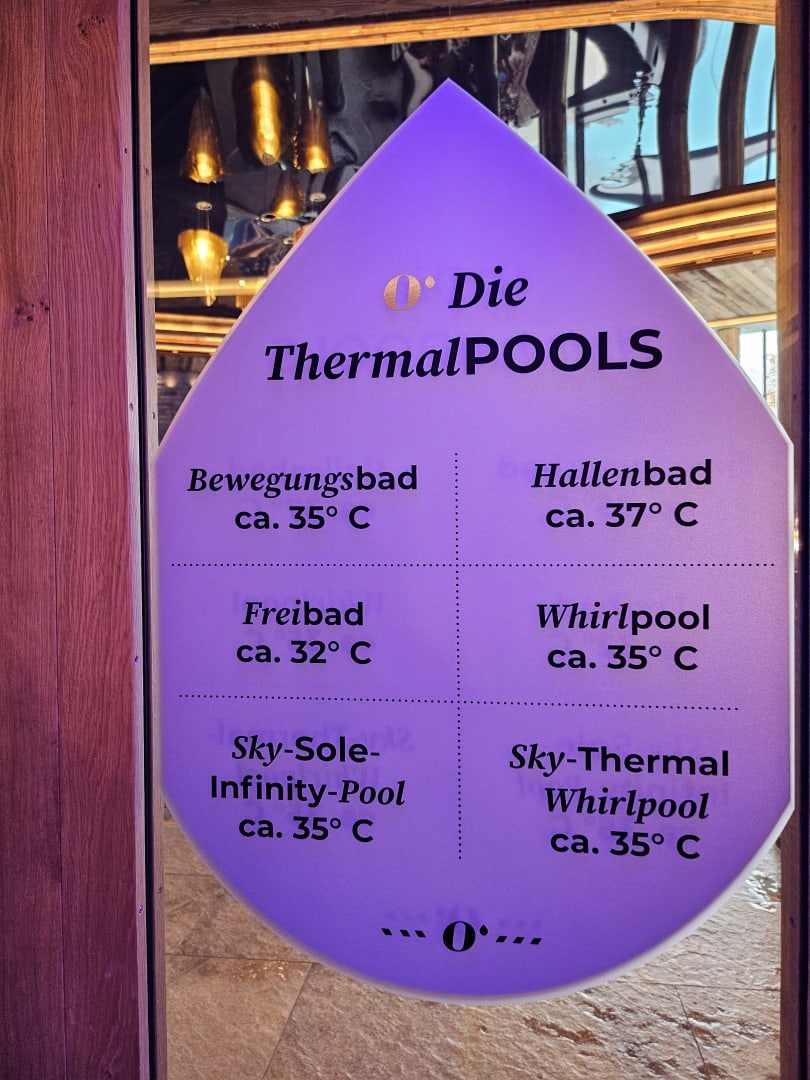 O' Die
ThermalPOOLS
Bewegungsbad
ca. 35° C
Hallenbad
ca. 37° C
Freibad
ca. 32° C
Whirlpool
ca. 35° C
Sky-Sole-
Infinity-Pool
ca. 35° C
Sky-Thermal
Whirlpool
ca. 35° C
O'